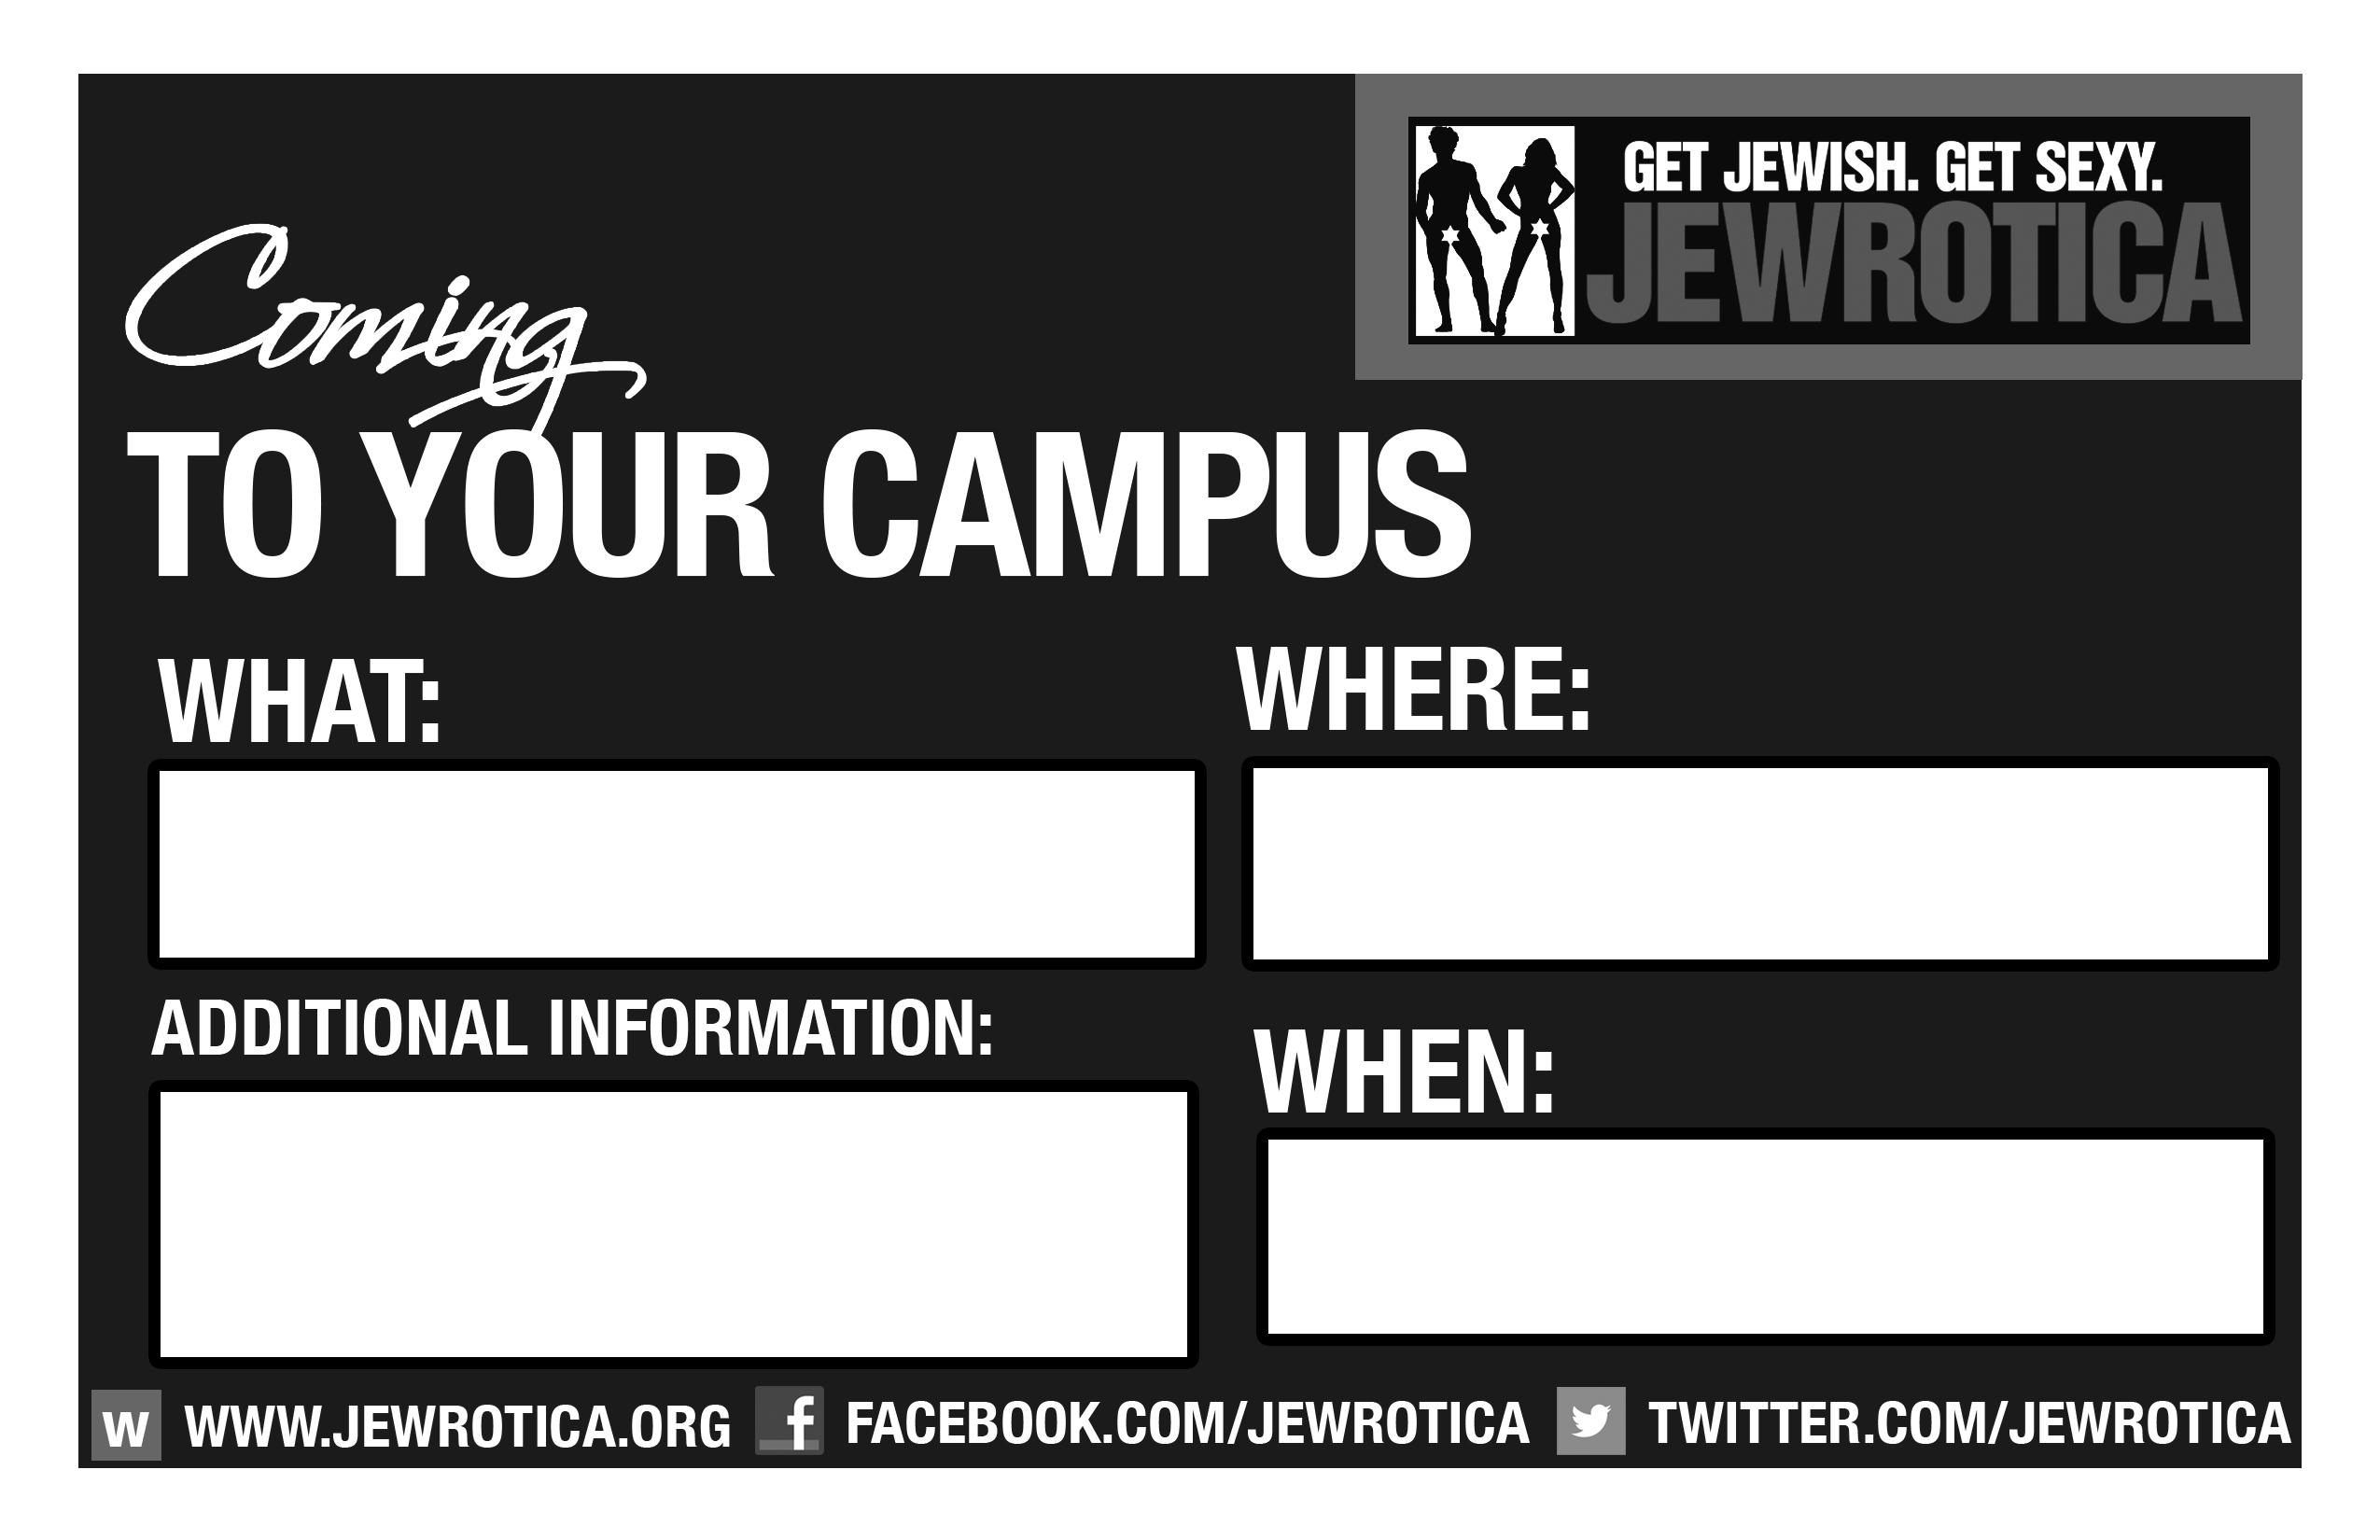 GET JEWISH. GET SEXY.
JEWROTICA
Coming
TO YOUR CAMPUS
WHAT:
WHERE:
ADDITIONAL INFORMATION:
WHEN:
W WWW.JEWROTICA.ORG f FACEBOOK.COM/JEWROTICA TWITTER.COM/JEWROTICA